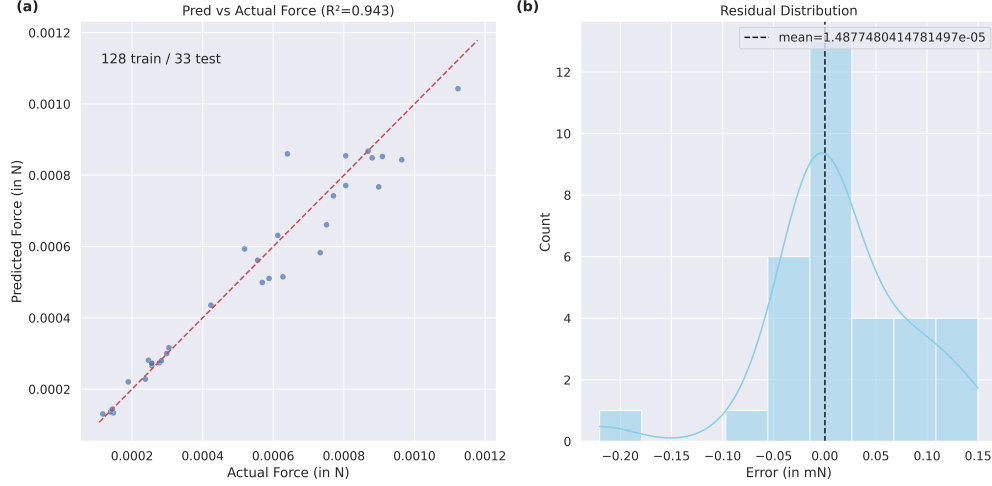 (a)
Pred vs Actual Force (R²=0.943)
128 train / 33 test
0.0012
0.0010
0.0008
0.0006
0.0004
0.0002
Predicted Force (in N)
0.0002 0.0004 0.0006 0.0008 0.0010 0.0012
Actual Force (in N)
(b)
Residual Distribution
mean=1.4877480414781497e-05
12
10
8
6
4
2
0
Count
−0.20 −0.15 −0.10 −0.05 0.00 0.05 0.10 0.15
Error (in mN)